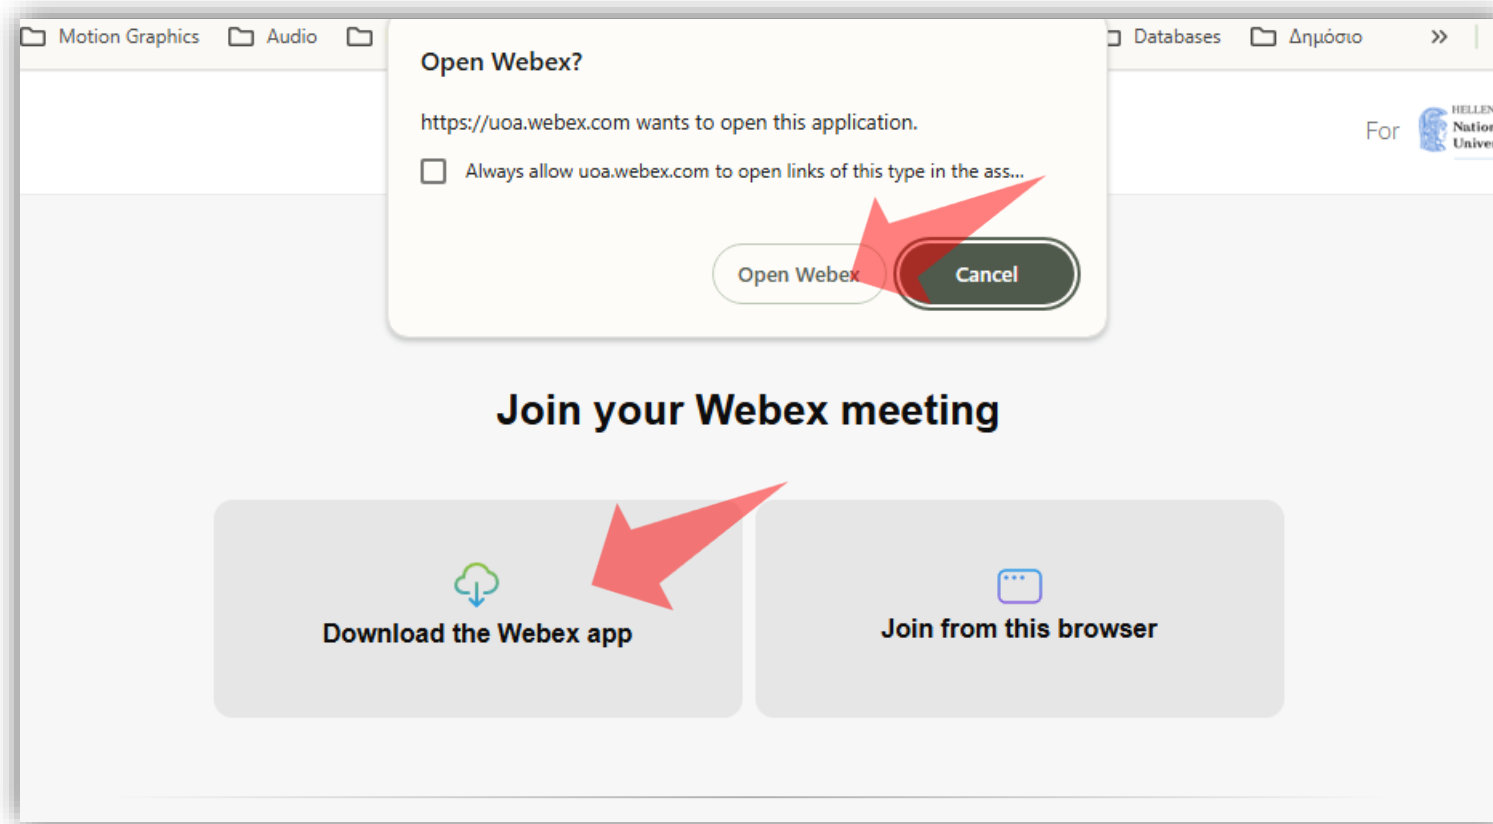 Motion Graphics Audio Databases Δημόσιο »
Open Webex?
https://uoa.webex.com wants to open this application.
Always allow uoa.webex.com to open links of this type in the ass...
Open Webex Cancel
For
Join your Webex meeting
Download the Webex app
Join from this browser